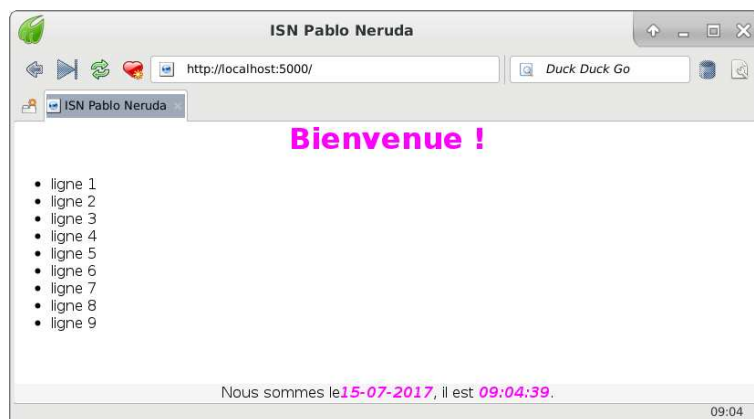 ISN Pablo Neruda
http://localhost:5000/
Duck Duck Go
ISN Pablo Neruda
Bienvenue !
ligne 1
ligne 2
ligne 3
ligne 4
ligne 5
ligne 6
ligne 7
ligne 8
ligne 9
Nous sommes le15-07-2017, il est 09:04:39.
09:04